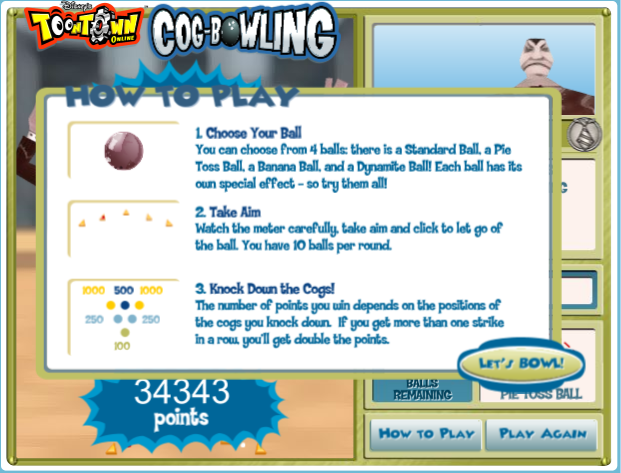 Disney's
TOONTOWN
ONLINE
COG-BOWLING
HOW TO PLAY
1. Choose Your Ball
You can choose from 4 balls: there is a Standard Ball, a Pie
Toss Ball, a Banana Ball, and a Dynamite Ball! Each ball has its
own special effect - so try them all!
2. Take Aim
Watch the meter carefully, take aim and click to let go of
the ball. You have 10 balls per round.
1000 500 1000
250 250
100
3. Knock Down the Cogs!
The number of points you win depends on the positions of
the cogs you knock down. If you get more than one strike
in a row, you'll get double the points.
LET'S BOWL!
34343
points
BALLS
REMAINING
PIE TOSS BALL
HOW TO PLAY
PLAY AGAIN